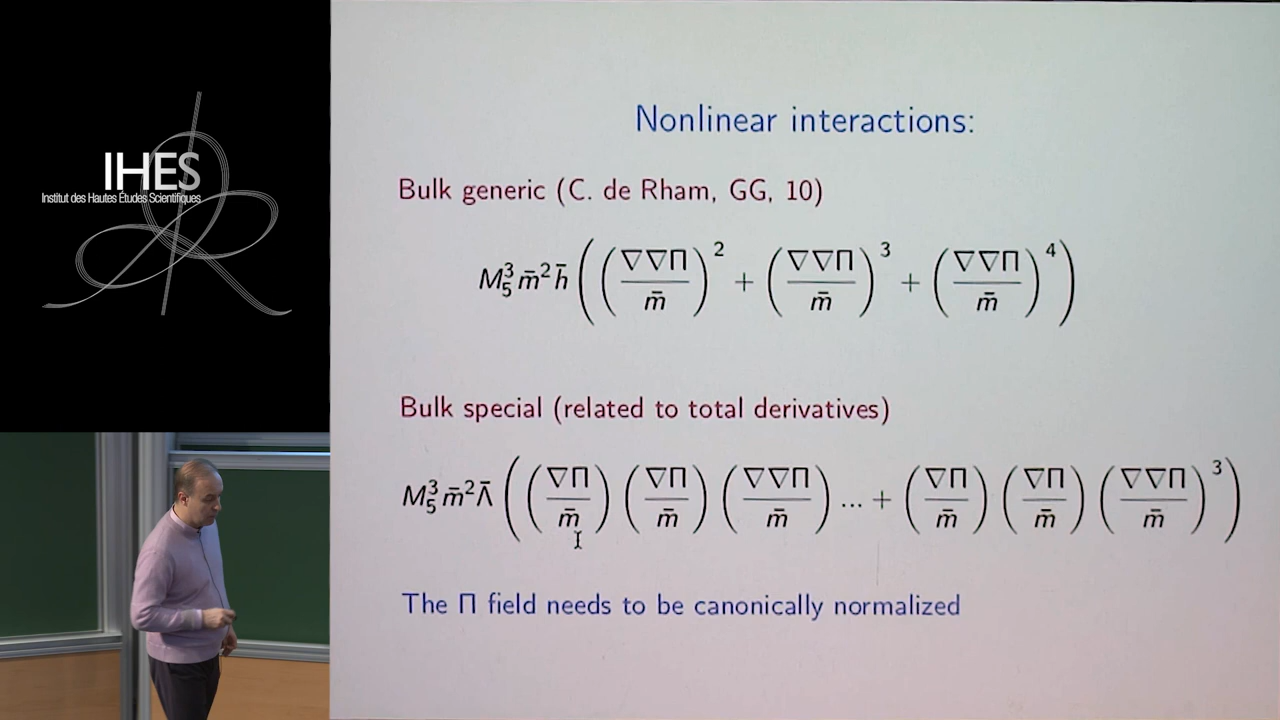 IHES
Institut des Hautes Études Scientifiques
Nonlinear interactions:
Bulk generic (C. de Rham, GG, 10)
M₅³ m̄² h̄ ( (∇∇Π / m̄)² + (∇∇Π / m̄)³ + (∇∇Π / m̄)⁴ )
Bulk special (related to total derivatives)
M₅³ m̄² Λ̄ ( (∇Π / m̄) (∇Π / m̄) (∇∇Π / m̄) ... + (∇Π / m̄) (∇Π / m̄) (∇∇Π / m̄)³ )
The Π field needs to be canonically normalized